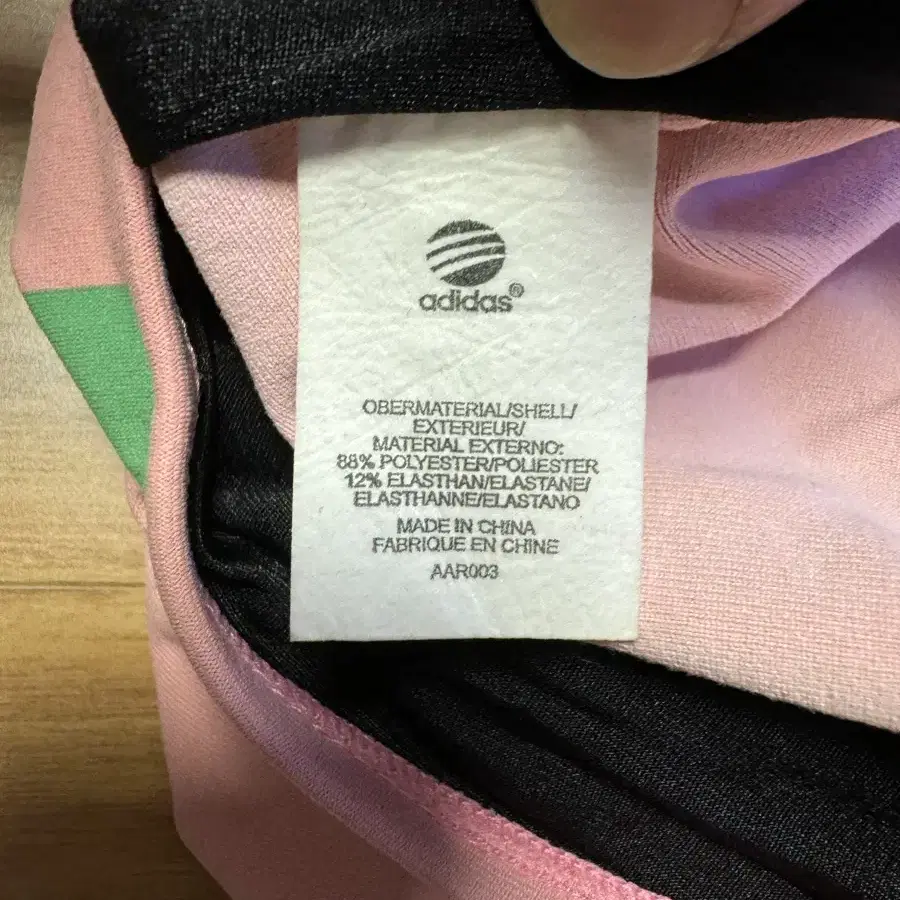 adidas®
OBERMATERIAL/SHELL/
EXTERIEUR/
MATERIAL EXTERNO:
88% POLYESTER/POLIESTER
12% ELASTHAN/ELASTANE/
ELASTHANNE/ELASTANO
MADE IN CHINA
FABRIQUE EN CHINE
AAR003